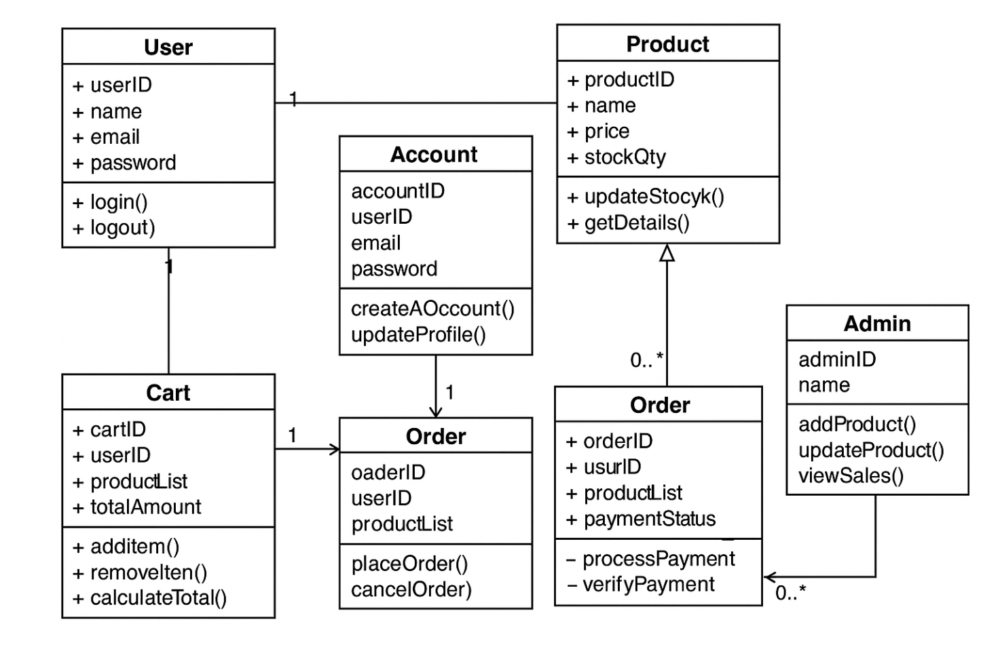 User
+ userID
+ name
+ email
+ password
+ login()
+ logout)
1
1
Product
+ productID
+ name
+ price
+ stockQty
+ updateStocyk()
+ getDetails()
Account
accountID
userID
email
password
createAOccount()
updateProfile()
1
0..*
Admin
adminID
name
addProduct()
updateProduct()
viewSales()
0..*
Cart
+ cartID
+ userID
+ productList
+ totalAmount
+ additem()
+ removeIten()
+ calculateTotal()
1
Order
oaderID
userID
productList
placeOrder()
cancelOrder)
Order
+ orderID
+ usurID
+ productList
+ paymentStatus
– processPayment
– verifyPayment